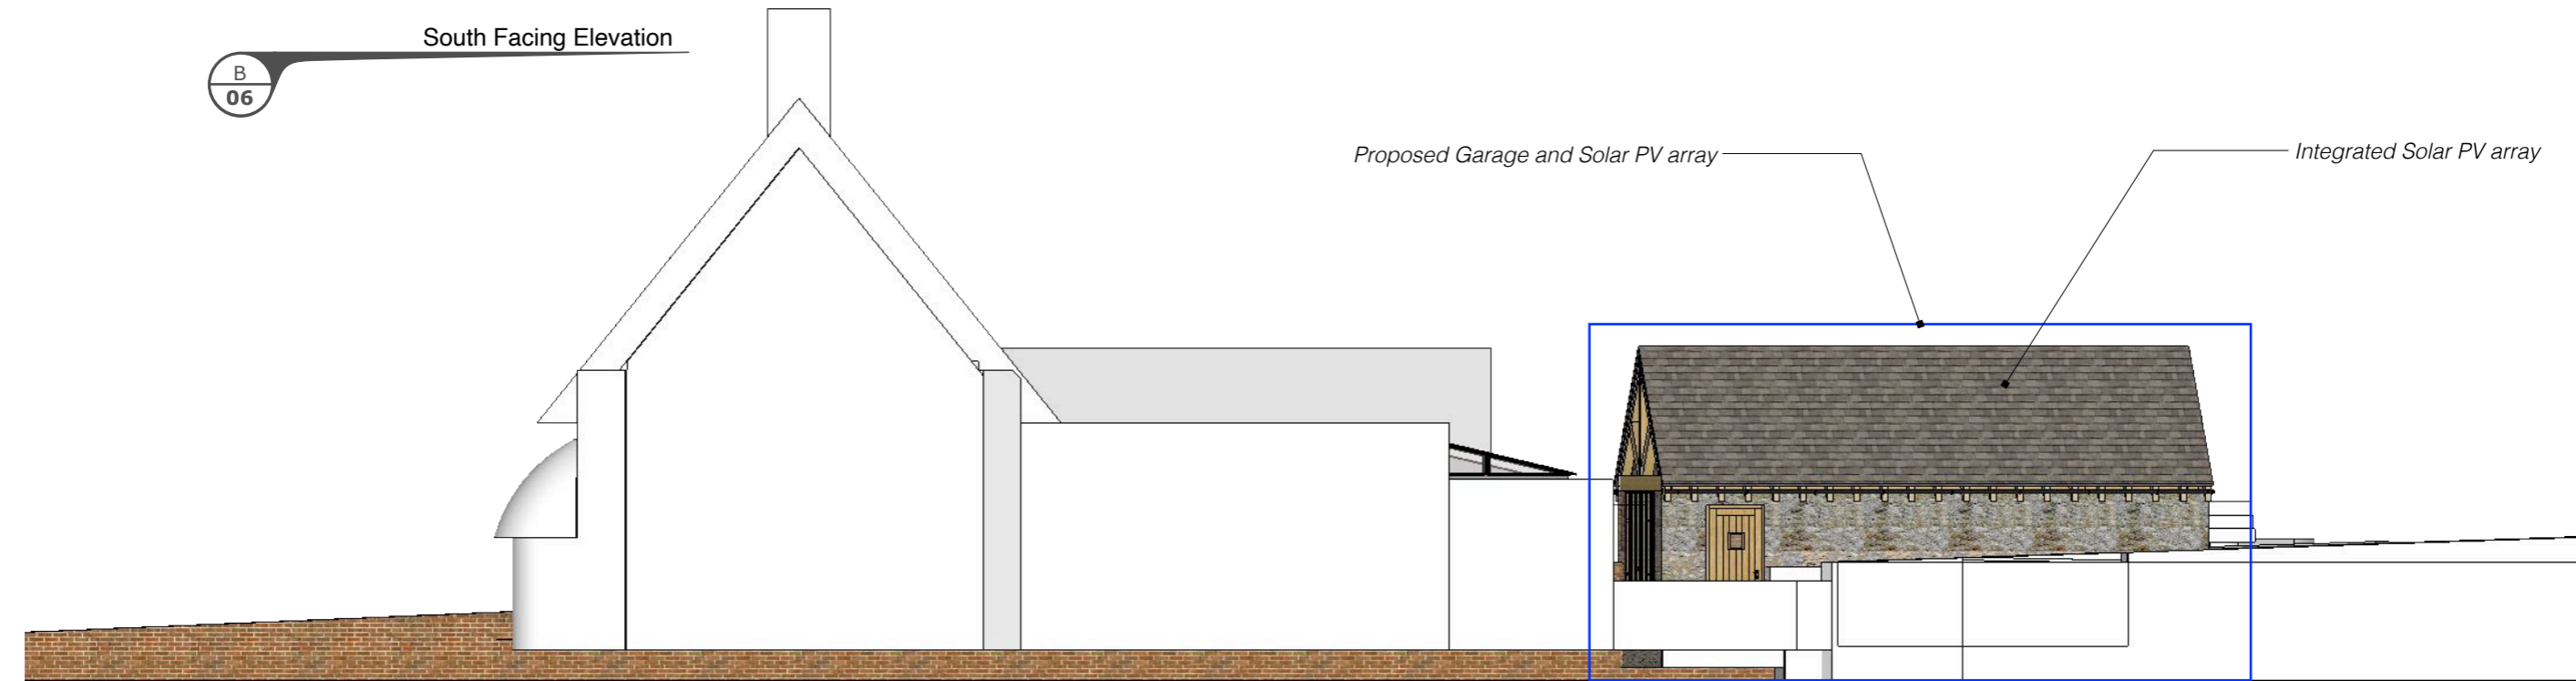 South Facing Elevation
B
06
Proposed Garage and Solar PV array
Integrated Solar PV array